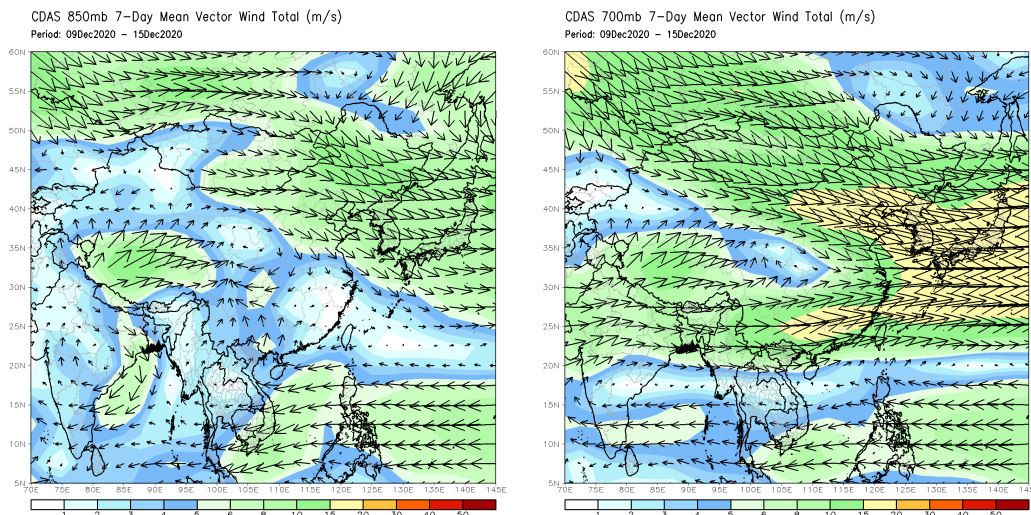 CDAS 850mb 7-Day Mean Vector Wind Total (m/s)
Period: 09Dec2020 - 15Dec2020
60N
55N
50N
45N
40N
35N
30N
25N
20N
15N
10N
5N
70E 75E 80E 85E 90E 95E 100E 105E 110E 115E 120E 125E 130E 135E 140E 145E
1 2 3 4 5 6 8 10 15 20 30 40 50
CDAS 700mb 7-Day Mean Vector Wind Total (m/s)
Period: 09Dec2020 - 15Dec2020
60N
55N
50N
45N
40N
35N
30N
25N
20N
15N
10N
5N
70E 75E 80E 85E 90E 95E 100E 105E 110E 115E 120E 125E 130E 135E 140E 145
1 2 3 4 5 6 8 10 15 20 30 40 50